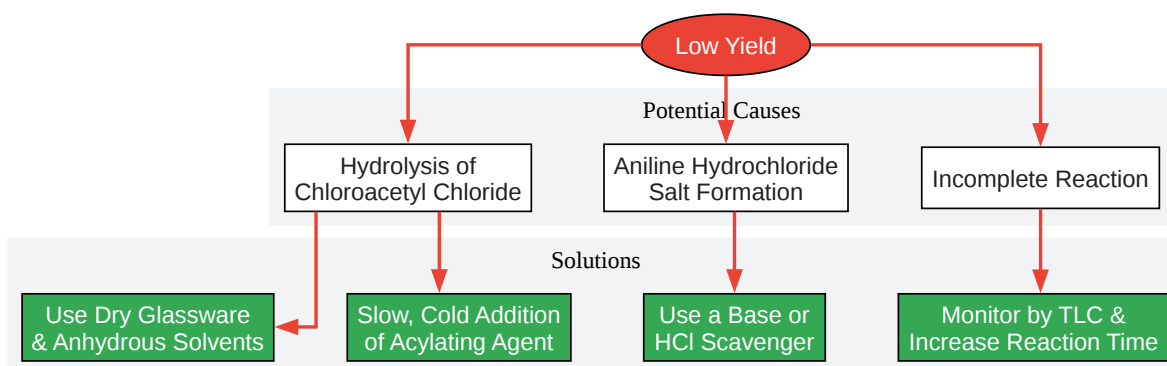 Low Yield
Potential Causes
Hydrolysis of
Chloroacetyl Chloride
Aniline Hydrochloride
Salt Formation
Incomplete Reaction
Solutions
Use Dry Glassware
& Anhydrous Solvents
Slow, Cold Addition
of Acylating Agent
Use a Base or
HCl Scavenger
Monitor by TLC &
Increase Reaction Time